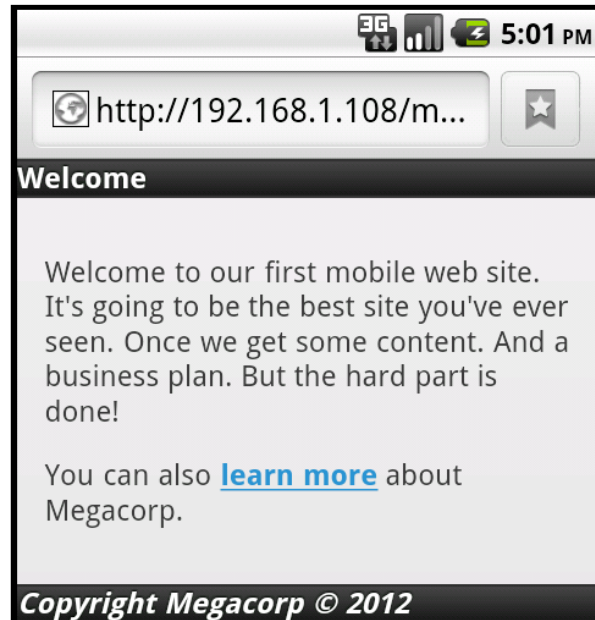 3G 5:01 PM
http://192.168.1.108/m...
Welcome
Welcome to our first mobile web site.
It's going to be the best site you've ever
seen. Once we get some content. And a
business plan. But the hard part is
done!
You can also learn more about
Megacorp.
Copyright Megacorp © 2012